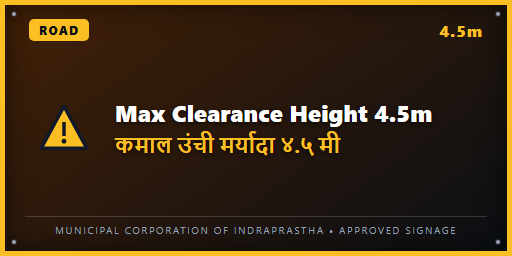 ROAD
4.5m
Max Clearance Height 4.5m
कमाल उंची मर्यादा ४.५ मी
MUNICIPAL CORPORATION OF INDRAPRASTHA • APPROVED SIGNAGE